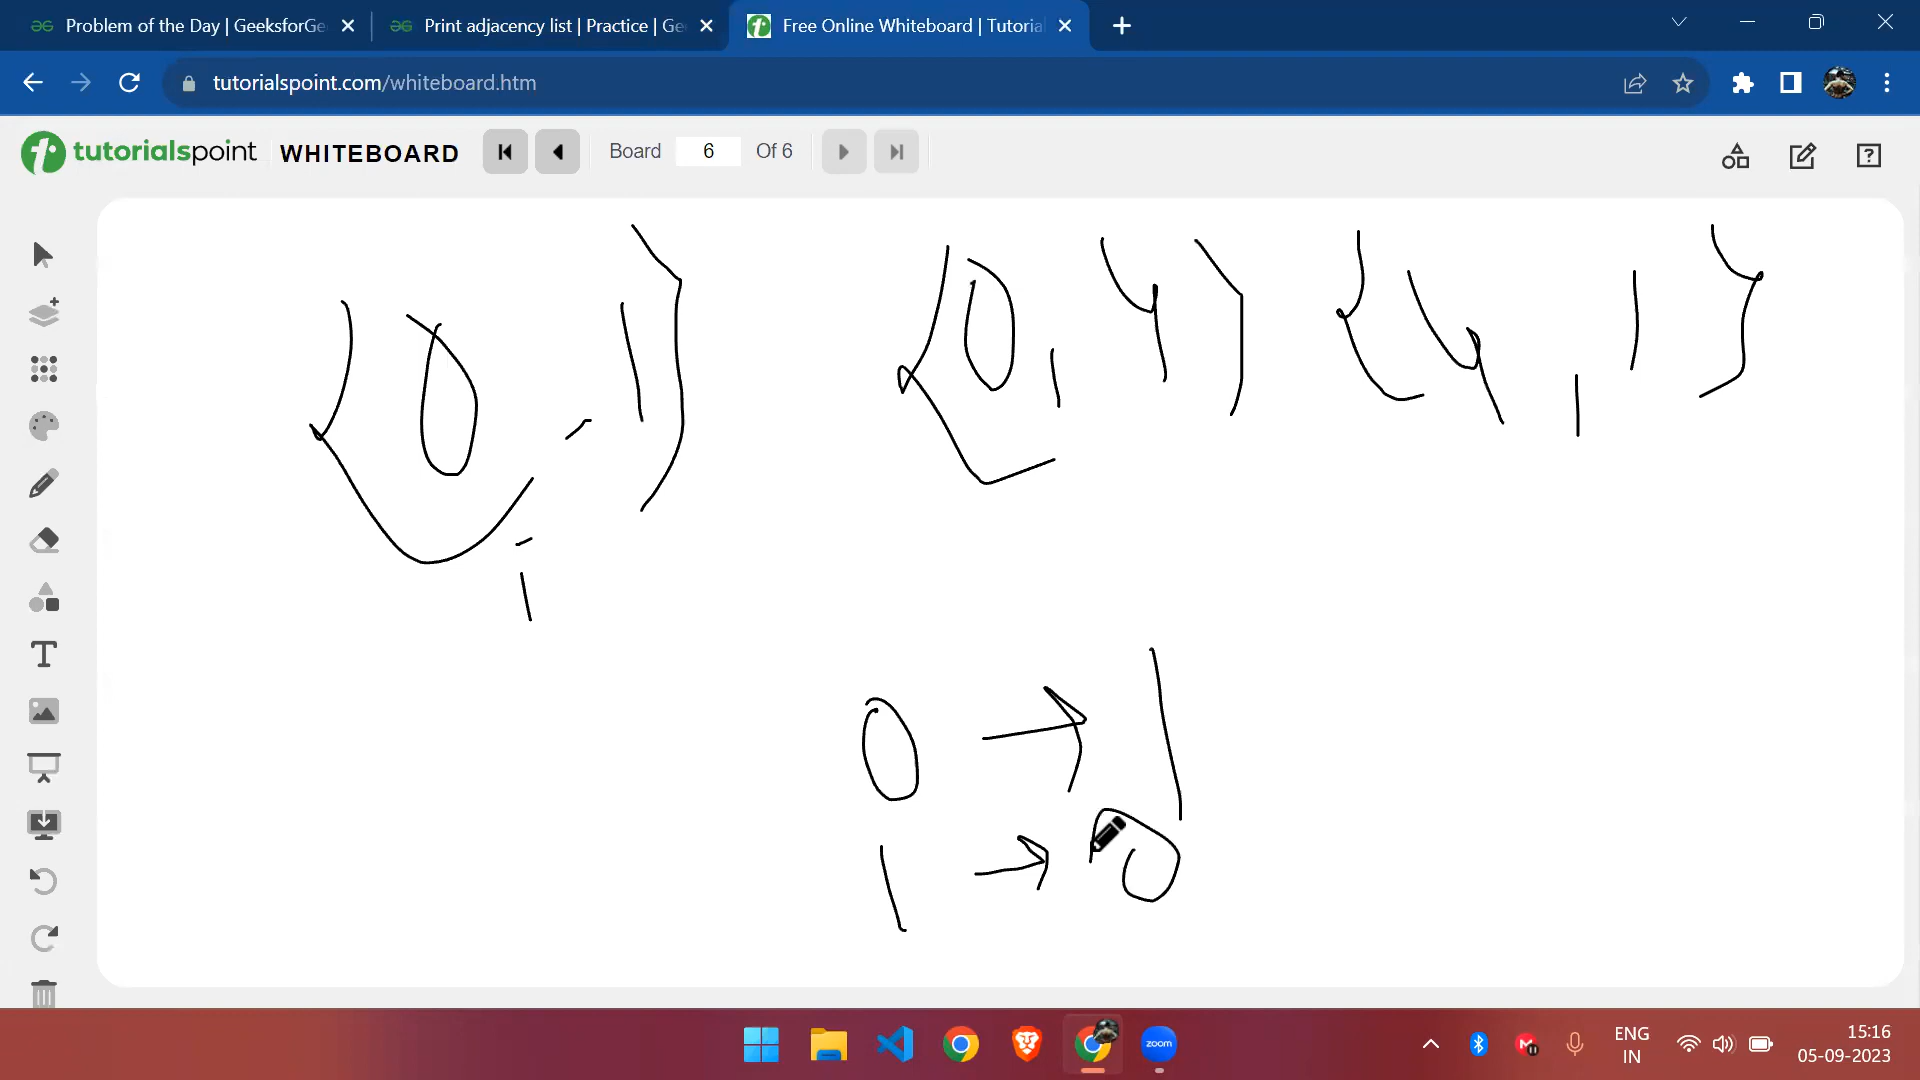 Problem of the Day | GeeksforGe
Print adjacency list | Practice | Ge
Free Online Whiteboard | Tutoria
tutorialspoint.com/whiteboard.htm
tutorialspoint WHITEBOARD Board 6 Of 6
{0, 1} {0, 4} {4, 1}
0 → 1
1 → 0
T
zoom
ENG
IN
15:16
05-09-2023